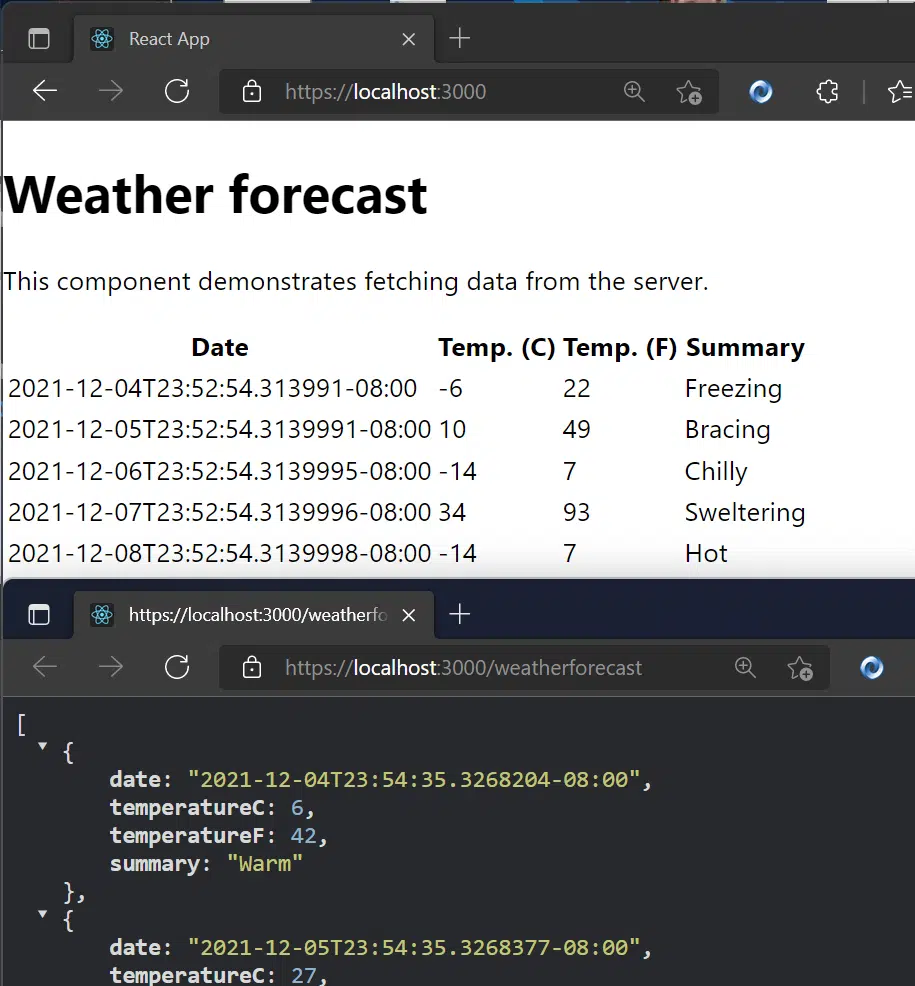 React App
https://localhost:3000
Weather forecast
This component demonstrates fetching data from the server.
Date Temp. (C) Temp. (F) Summary
2021-12-04T23:52:54.313991-08:00 -6 22 Freezing
2021-12-05T23:52:54.3139991-08:00 10 49 Bracing
2021-12-06T23:52:54.3139995-08:00 -14 7 Chilly
2021-12-07T23:52:54.3139996-08:00 34 93 Sweltering
2021-12-08T23:52:54.3139998-08:00 -14 7 Hot
https://localhost:3000/weatherfo
https://localhost:3000/weatherforecast
[
{
date: "2021-12-04T23:54:35.3268204-08:00",
temperatureC: 6,
temperatureF: 42,
summary: "Warm"
},
{
date: "2021-12-05T23:54:35.3268377-08:00",
temperatureC: 27,